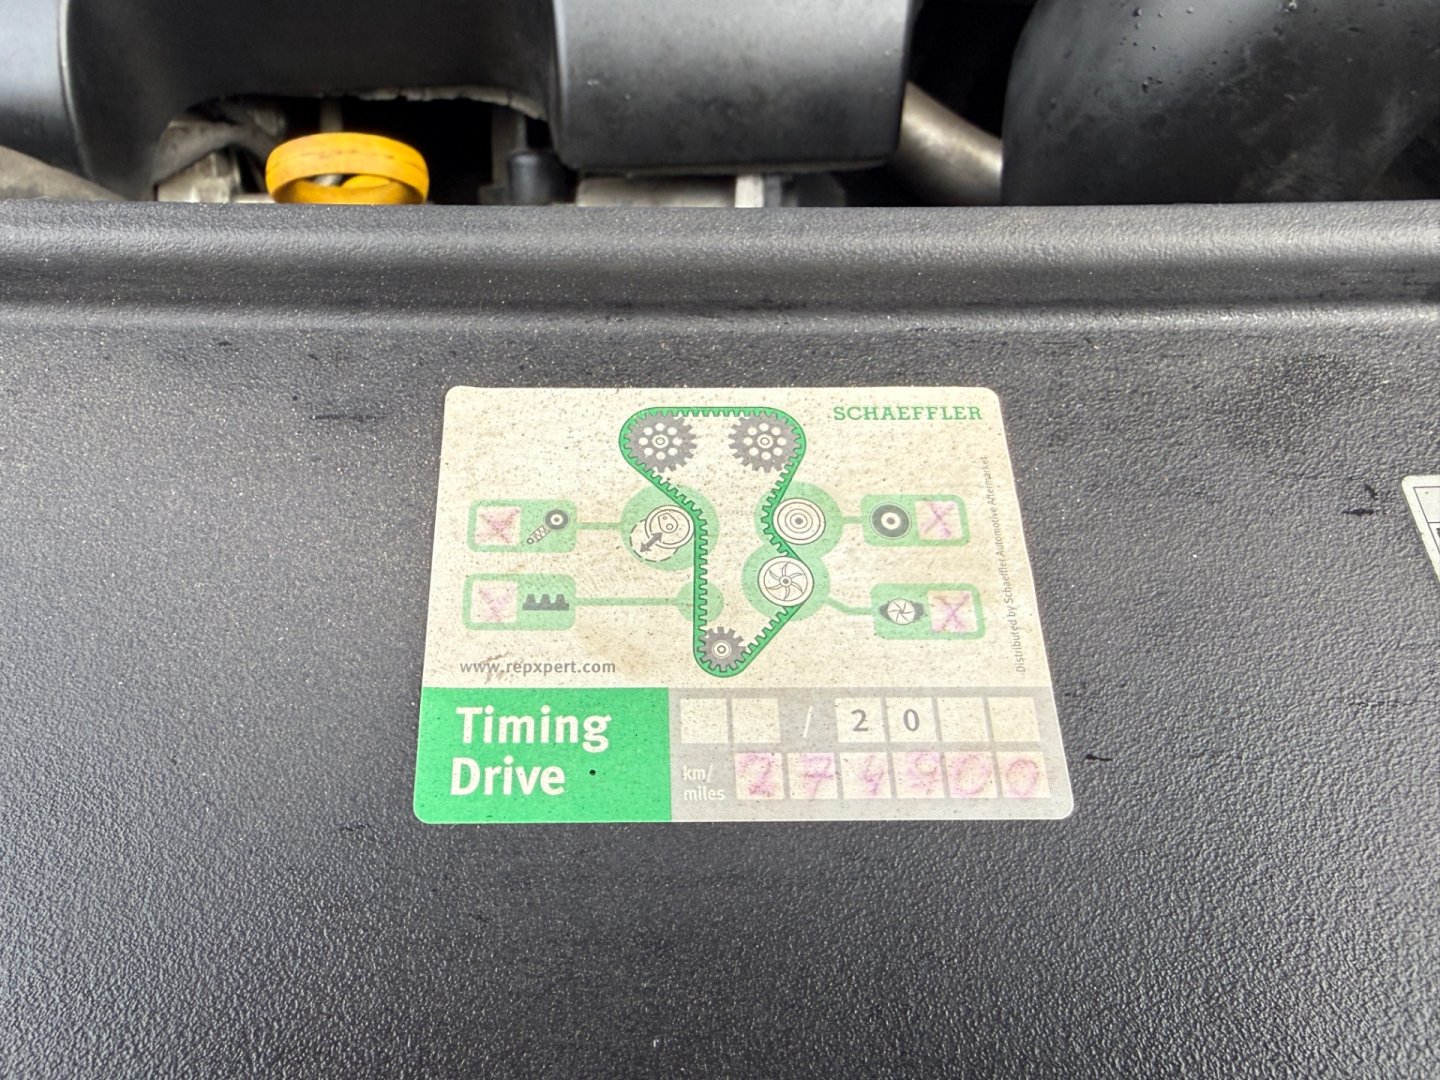 SCHAEFFLER
Distributed by Schaeffler Automotive Aftermarket
www.repxpert.com
Timing
Drive
/ 2 0
km/
miles
274900